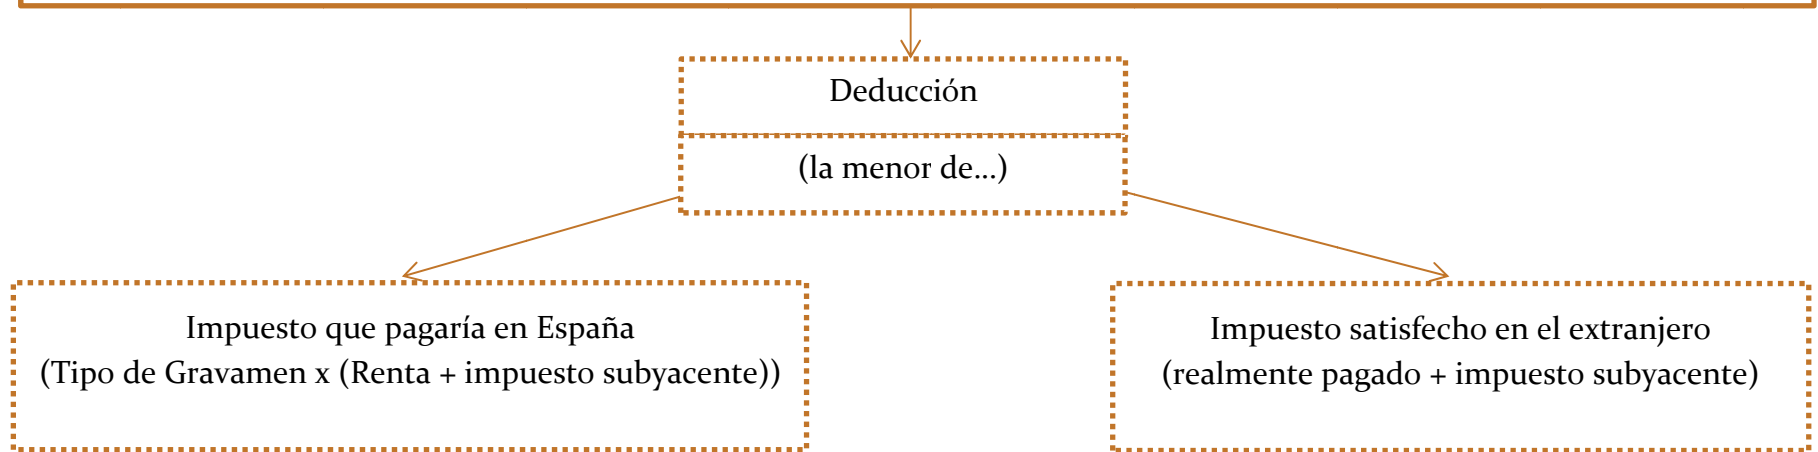 Deducción
(la menor de...)
Impuesto que pagaría en España
(Tipo de Gravamen x (Renta + impuesto subyacente))
Impuesto satisfecho en el extranjero
(realmente pagado + impuesto subyacente)